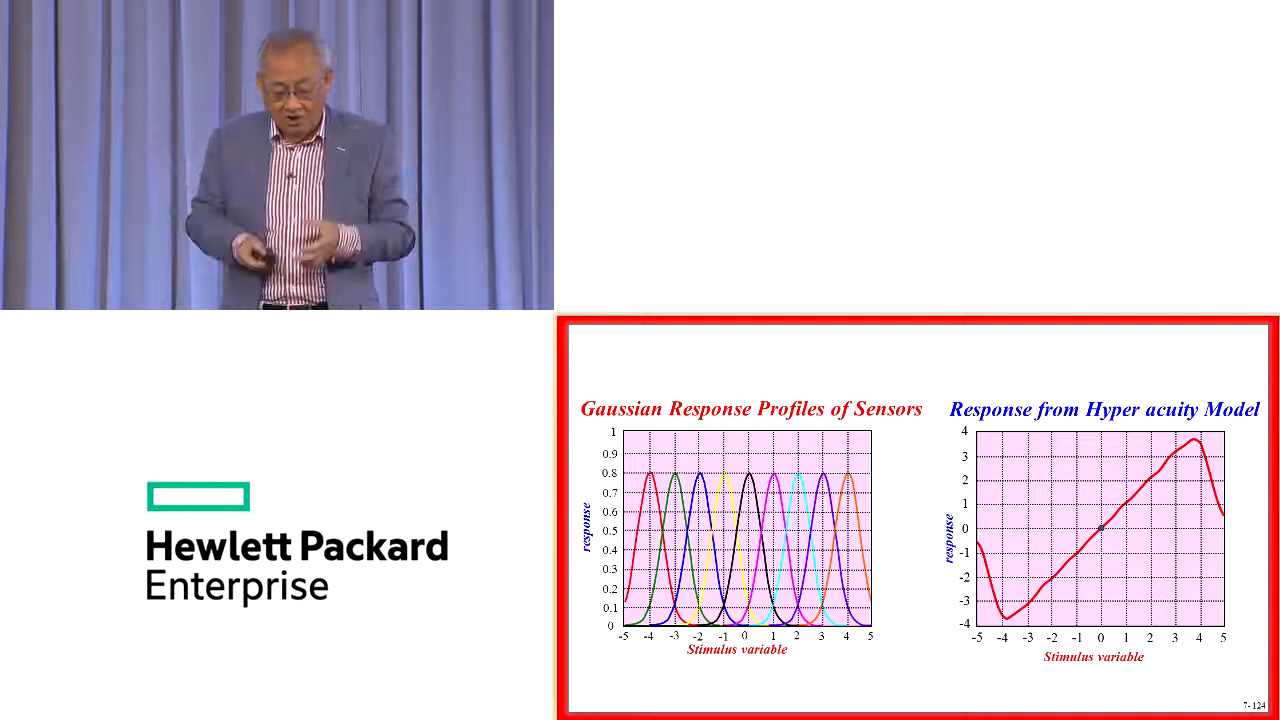 Hewlett Packard
Enterprise
Gaussian Response Profiles of Sensors
1
0.9
0.8
0.7
0.6
0.5
0.4
0.3
0.2
0.1
0
response
-5 -4 -3 -2 -1 0 1 2 3 4 5
Stimulus variable
Response from Hyper acuity Model
4
3
2
1
0
-1
-2
-3
-4
response
-5 -4 -3 -2 -1 0 1 2 3 4 5
Stimulus variable
7-124